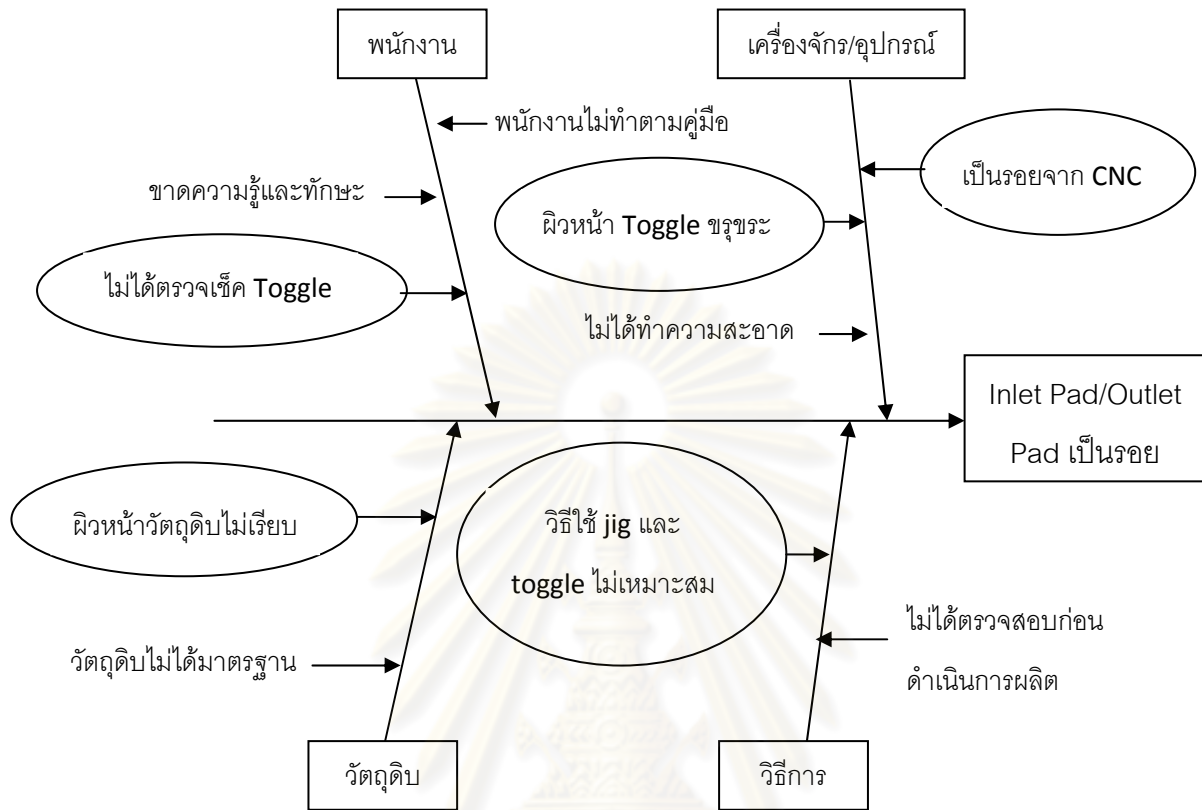 พนักงาน
เครื่องจักร/อุปกรณ์
พนักงานไม่ทำตามคู่มือ
ขาดความรู้และทักษะ
ไม่ได้ตรวจเช็ค Toggle
เป็นรอยจาก CNC
ผิวหน้า Toggle ขรุขระ
ไม่ได้ทำความสะอาด
Inlet Pad/Outlet
Pad เป็นรอย
ผิวหน้าวัตถุดิบไม่เรียบ
วัตถุดิบไม่ได้มาตรฐาน
วิธีใช้ jig และ
toggle ไม่เหมาะสม
ไม่ได้ตรวจสอบก่อน
ดำเนินการผลิต
วัตถุดิบ
วิธีการ